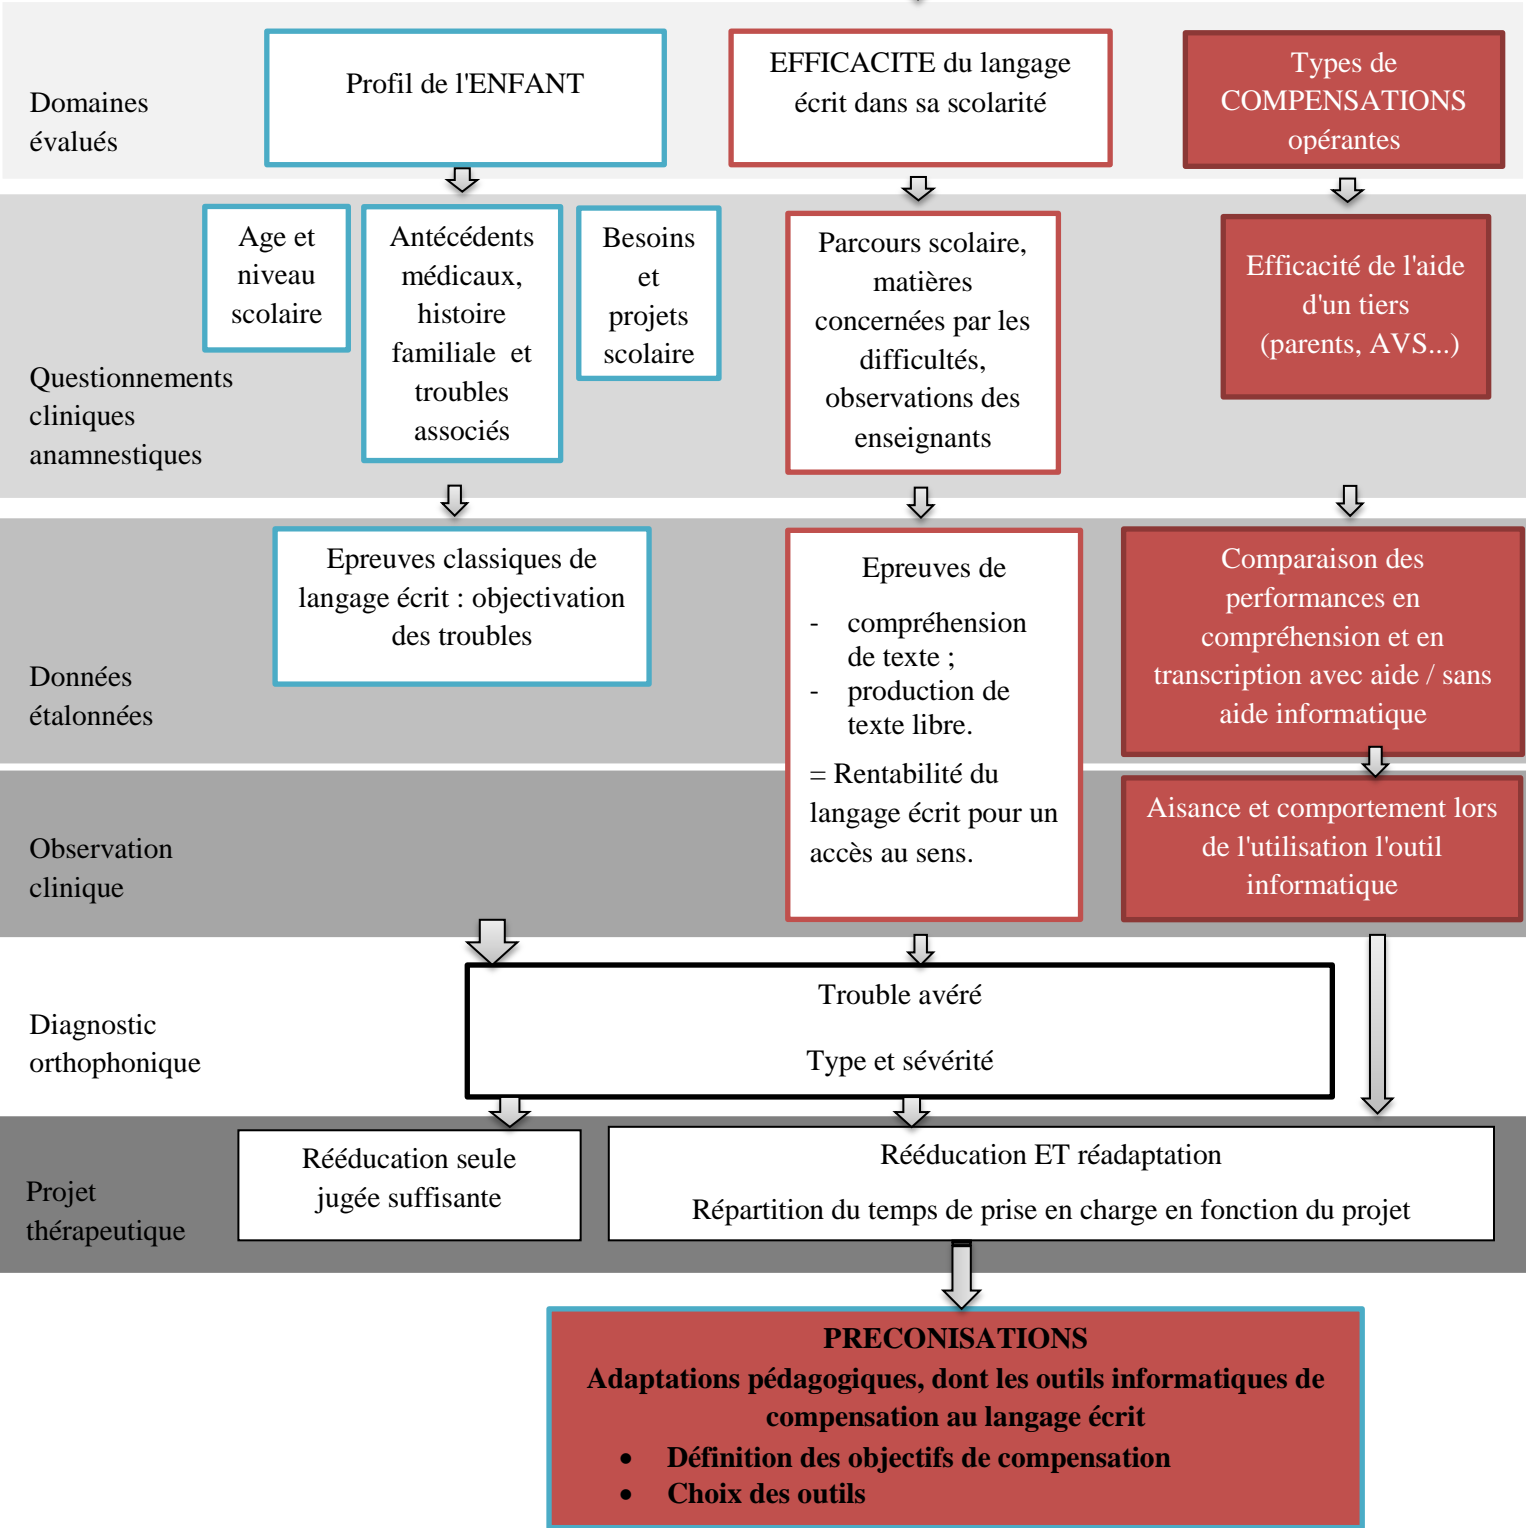 Domaines
évalués
Profil de l'ENFANT
EFFICACITE du langage
écrit dans sa scolarité
Types de
COMPENSATIONS
opérantes
Questionnements
cliniques
anamnestiques
Age et
niveau
scolaire
Antécédents
médicaux,
histoire
familiale et
troubles
associés
Besoins
et
projets
scolaire
Parcours scolaire,
matières
concernées par les
difficultés,
observations des
enseignants
Efficacité de l'aide
d'un tiers
(parents, AVS...)
Données
étalonnées
Epreuves classiques de
langage écrit : objectivation
des troubles
Epreuves de
- compréhension
de texte ;
- production de
texte libre.
= Rentabilité du
langage écrit pour un
accès au sens.
Comparaison des
performances en
compréhension et en
transcription avec aide / sans
aide informatique
Observation
clinique
Aisance et comportement lors
de l'utilisation l'outil
informatique
Diagnostic
orthophonique
Trouble avéré
Type et sévérité
Projet
thérapeutique
Rééducation seule
jugée suffisante
Rééducation ET réadaptation
Répartition du temps de prise en charge en fonction du projet
PRECONISATIONS
Adaptations pédagogiques, dont les outils informatiques de
compensation au langage écrit
• Définition des objectifs de compensation
• Choix des outils